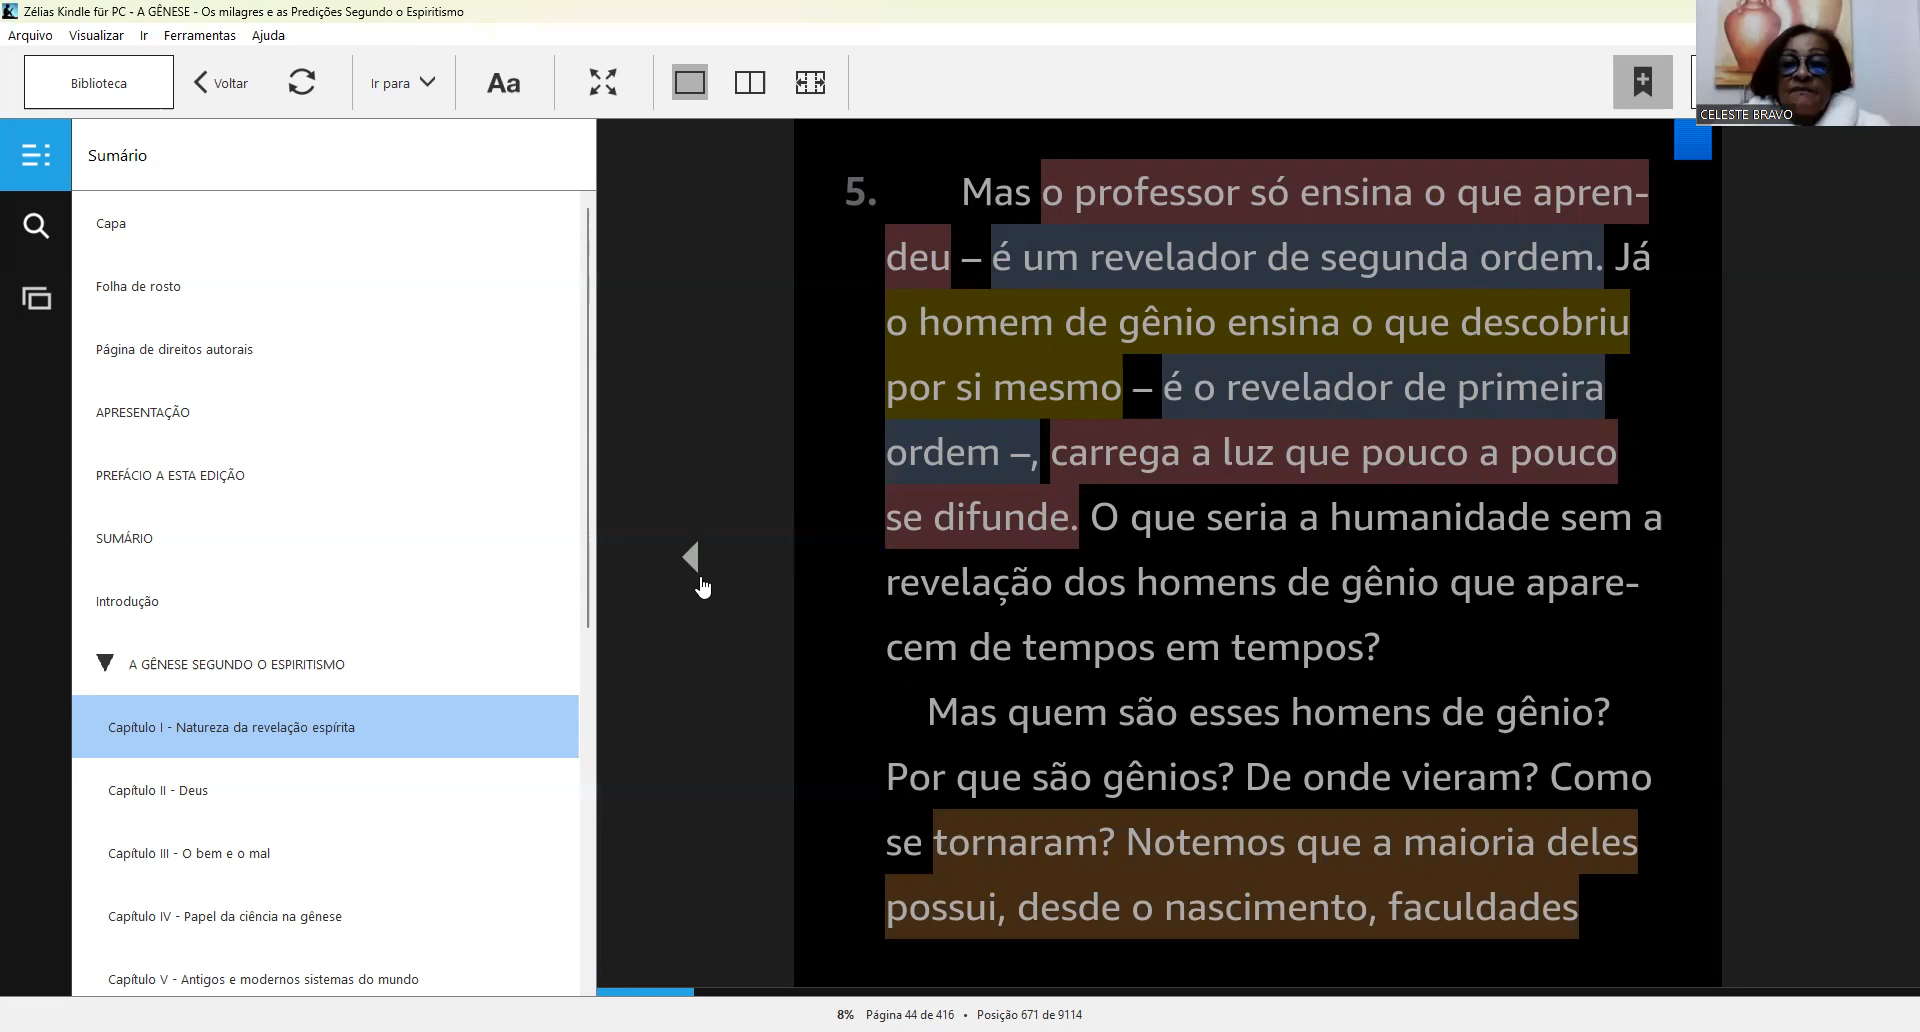 Zélias Kindle für PC - A GÊNESE - Os milagres e as Predições Segundo o Espiritismo
Arquivo Visualizar Ir Ferramentas Ajuda
Biblioteca Voltar Ir para Aa
CELESTE BRAVO
Sumário
Capa
Folha de rosto
Página de direitos autorais
APRESENTAÇÃO
PREFÁCIO A ESTA EDIÇÃO
SUMÁRIO
Introdução
A GÊNESE SEGUNDO O ESPIRITISMO
Capítulo I - Natureza da revelação espírita
Capítulo II - Deus
Capítulo III - O bem e o mal
Capítulo IV - Papel da ciência na gênese
Capítulo V - Antigos e modernos sistemas do mundo
5. Mas o professor só ensina o que apren-
deu – é um revelador de segunda ordem. Já
o homem de gênio ensina o que descobriu
por si mesmo – é o revelador de primeira
ordem –, carrega a luz que pouco a pouco
se difunde. O que seria a humanidade sem a
revelação dos homens de gênio que apare-
cem de tempos em tempos?
Mas quem são esses homens de gênio?
Por que são gênios? De onde vieram? Como
se tornaram? Notemos que a maioria deles
possui, desde o nascimento, faculdades
8% Página 44 de 416 • Posição 671 de 9114